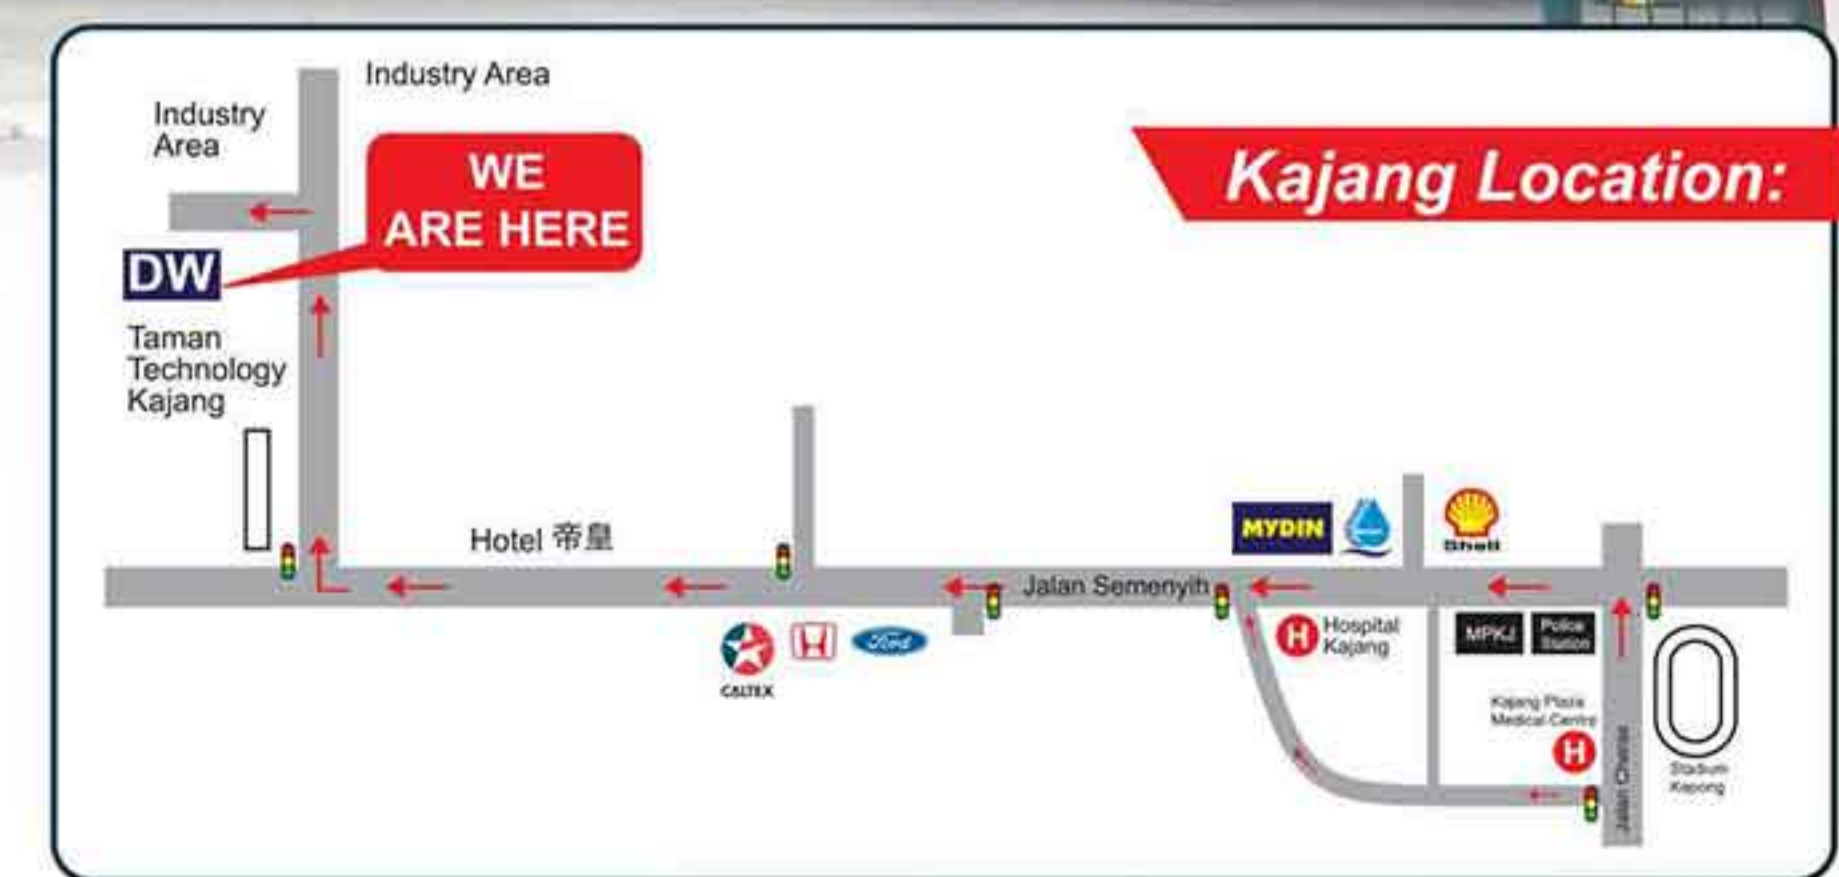 Industry Area
Industry
Area
WE
ARE HERE
Kajang Location:
DW
Taman
Technology
Kajang
Hotel 帝皇
MYDIN
Shell
Jalan Semenyih
CALTEX
H
Ford
H
Hospital
Kajang
MPKJ
Police
Station
Kajang Plaza
Medical Centre
H
Jalan Cheras
Stadium